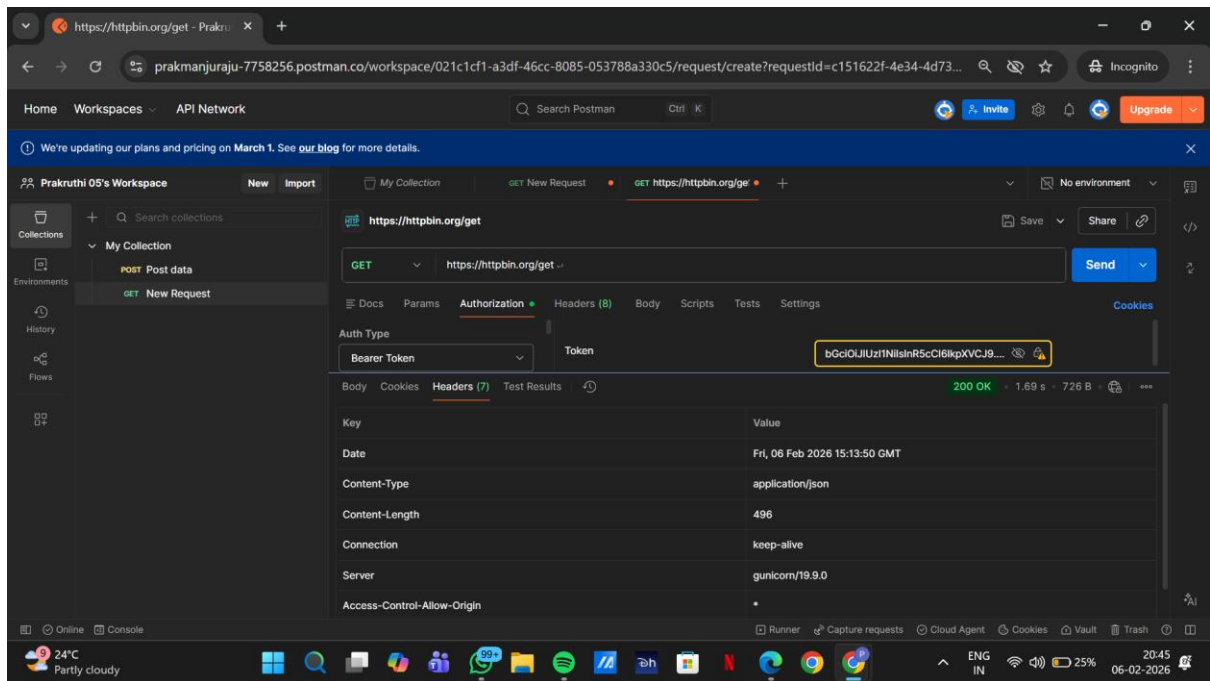 https://httpbin.org/get - Prakru
prakmanjuraju-7758256.postman.co/workspace/021c1cf1-a3df-46cc-8085-053788a330c5/request/create?requestId=c151622f-4e34-4d73... Incognito
Home Workspaces API Network Search Postman Ctrl K Invite Upgrade
We're updating our plans and pricing on March 1. See our blog for more details.
Prakruthi 05's Workspace New Import My Collection GET New Request GET https://httpbin.org/get No environment
Collections Search collections HTTP https://httpbin.org/get Save Share
My Collection
Environments POST Post data GET https://httpbin.org/get Send
GET New Request
History Docs Params Authorization Headers (8) Body Scripts Tests Settings Cookies
Flows Auth Type
Bearer Token Token bGciOiJIUzI1NiIsInR5cCI6IkpXVCJ9....
Body Cookies Headers (7) Test Results 200 OK 1.69 s 726 B
Key Value
Date Fri, 06 Feb 2026 15:13:50 GMT
Content-Type application/json
Content-Length 496
Connection keep-alive
Server gunicorn/19.9.0
Access-Control-Allow-Origin *
AI
Online Console Runner Capture requests Cloud Agent Cookies Vault Trash
9 24°C 99+ ENG 25% 20:45
Partly cloudy IN 06-02-2026